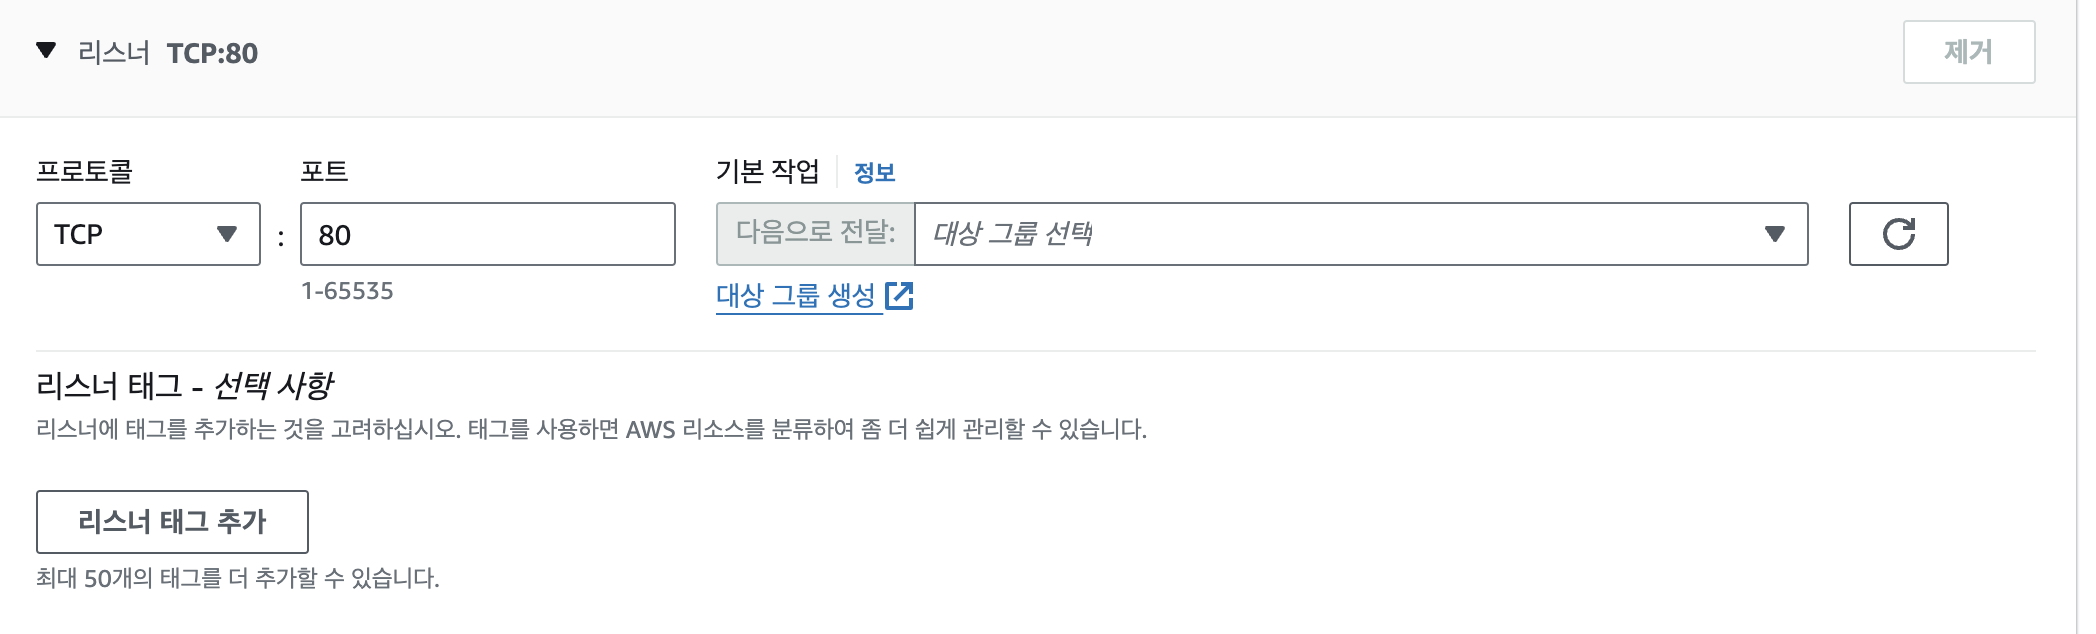 리스너 TCP:80
제거
프로토콜
포트
기본 작업
정보
TCP
:
80
다음으로 전달:
대상 그룹 선택
1-65535
대상 그룹 생성
리스너 태그 - 선택 사항
리스너에 태그를 추가하는 것을 고려하십시오. 태그를 사용하면 AWS 리소스를 분류하여 좀 더 쉽게 관리할 수 있습니다.
리스너 태그 추가
최대 50개의 태그를 더 추가할 수 있습니다.